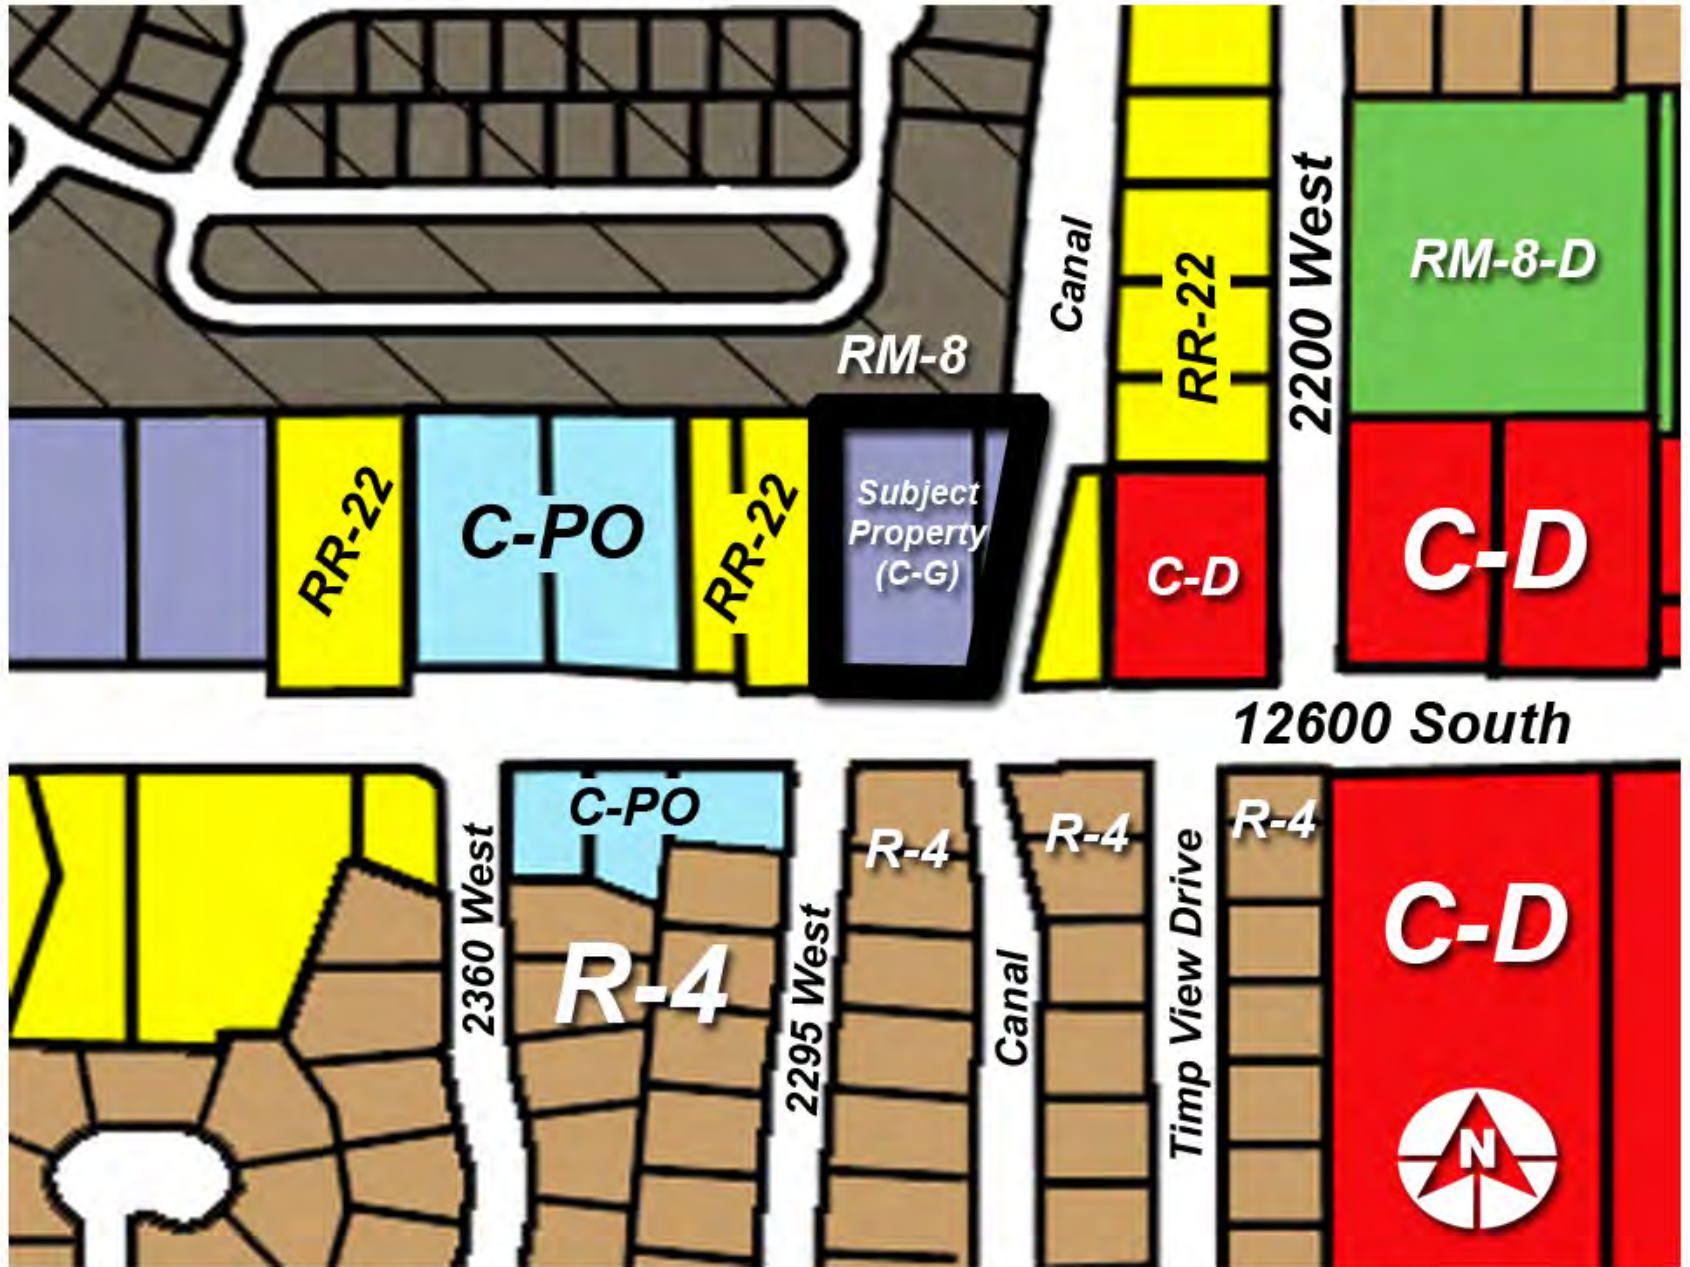 Canal
RR-22
2200 West
RM-8-D
RM-8
RR-22
C-PO
RR-22
Subject
Property
(C-G)
C-D
C-D
12600 South
2360 West
C-PO
R-4
2295 West
R-4
Canal
R-4
Timp View Drive
R-4
C-D
N